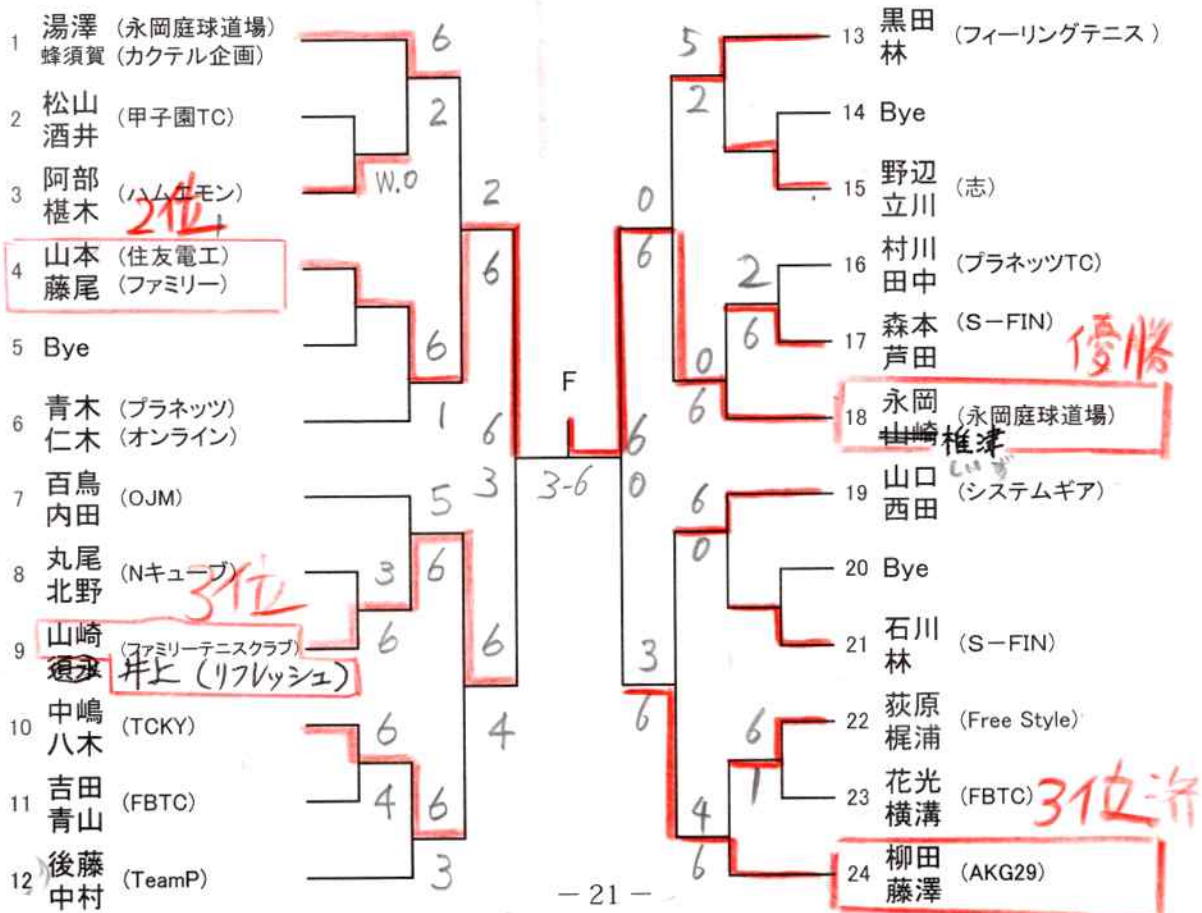 1 湯澤 (永岡庭球道場)
蜂須賀 (カクテル企画)
2 松山 (甲子園TC)
酒井
3 阿部 (ハムエモン)
椹木
2位
4 山本 (住友電工)
藤尾 (ファミリー)
5 Bye
6 青木 (プラネッツ)
仁木 (オンライン)
7 百鳥 (OJM)
内田
8 丸尾 (Nキューブ)
北野
3位
9 山崎 (ファミリーテニスクラブ)
須永 井上 (リフレッシュ)
10 中嶋 (TCKY)
八木
11 吉田 (FBTC)
青山
12 後藤 (TeamP)
中村
6
2
W.O
2
6
6
1
6
3
5
6
3
6
6
4
6
4
6
3
F
3-6
5
2
0
6
2
6
0
6
6
0
6
0
3
6
6
1
4
6
13 黒田 (フィーリングテニス )
林
14 Bye
15 野辺 (志)
立川
16 村川 (プラネッツTC)
田中
17 森本 (S-FIN)
芦田
優勝
18 永岡 (永岡庭球道場)
山崎 椎津
しいず
19 山口 (システムギア)
西田
20 Bye
21 石川 (S-FIN)
林
22 荻原 (Free Style)
梶浦
23 花光 (FBTC)
横溝
3位 済
24 柳田 (AKG29)
藤澤
- 21 -